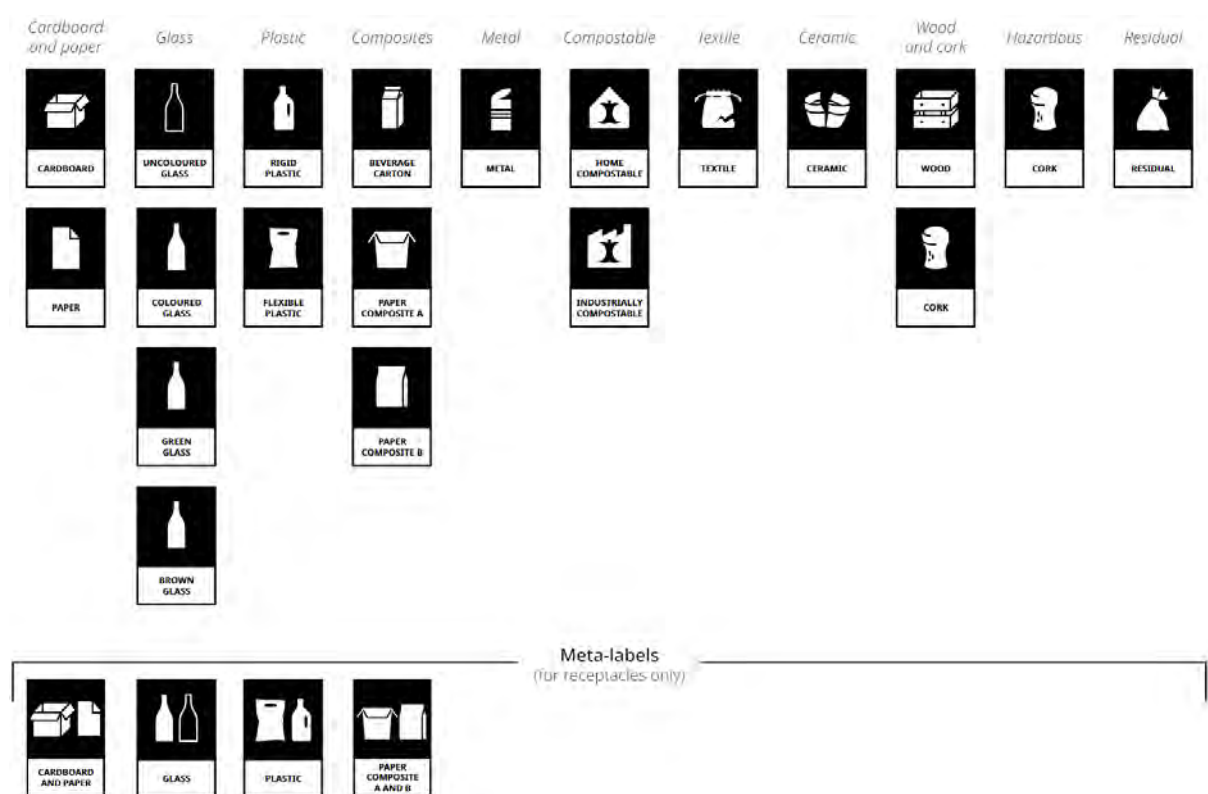 Cardboard
and paper
Glass
Plastic
Composites
Metal
Compostable
Textile
Ceramic
Wood
and cork
Hazardous
Residual
CARDBOARD
UNCOLOURED
GLASS
RIGID
PLASTIC
BEVERAGE
CARTON
METAL
HOME
COMPOSTABLE
TEXTILE
CERAMIC
WOOD
CORK
RESIDUAL
PAPER
COLOURED
GLASS
FLEXIBLE
PLASTIC
PAPER
COMPOSITE A
INDUSTRIALLY
COMPOSTABLE
CORK
GREEN
GLASS
PAPER
COMPOSITE B
BROWN
GLASS
Meta-labels
(for receptacles only)
CARDBOARD
AND PAPER
GLASS
PLASTIC
PAPER
COMPOSITE
A AND B